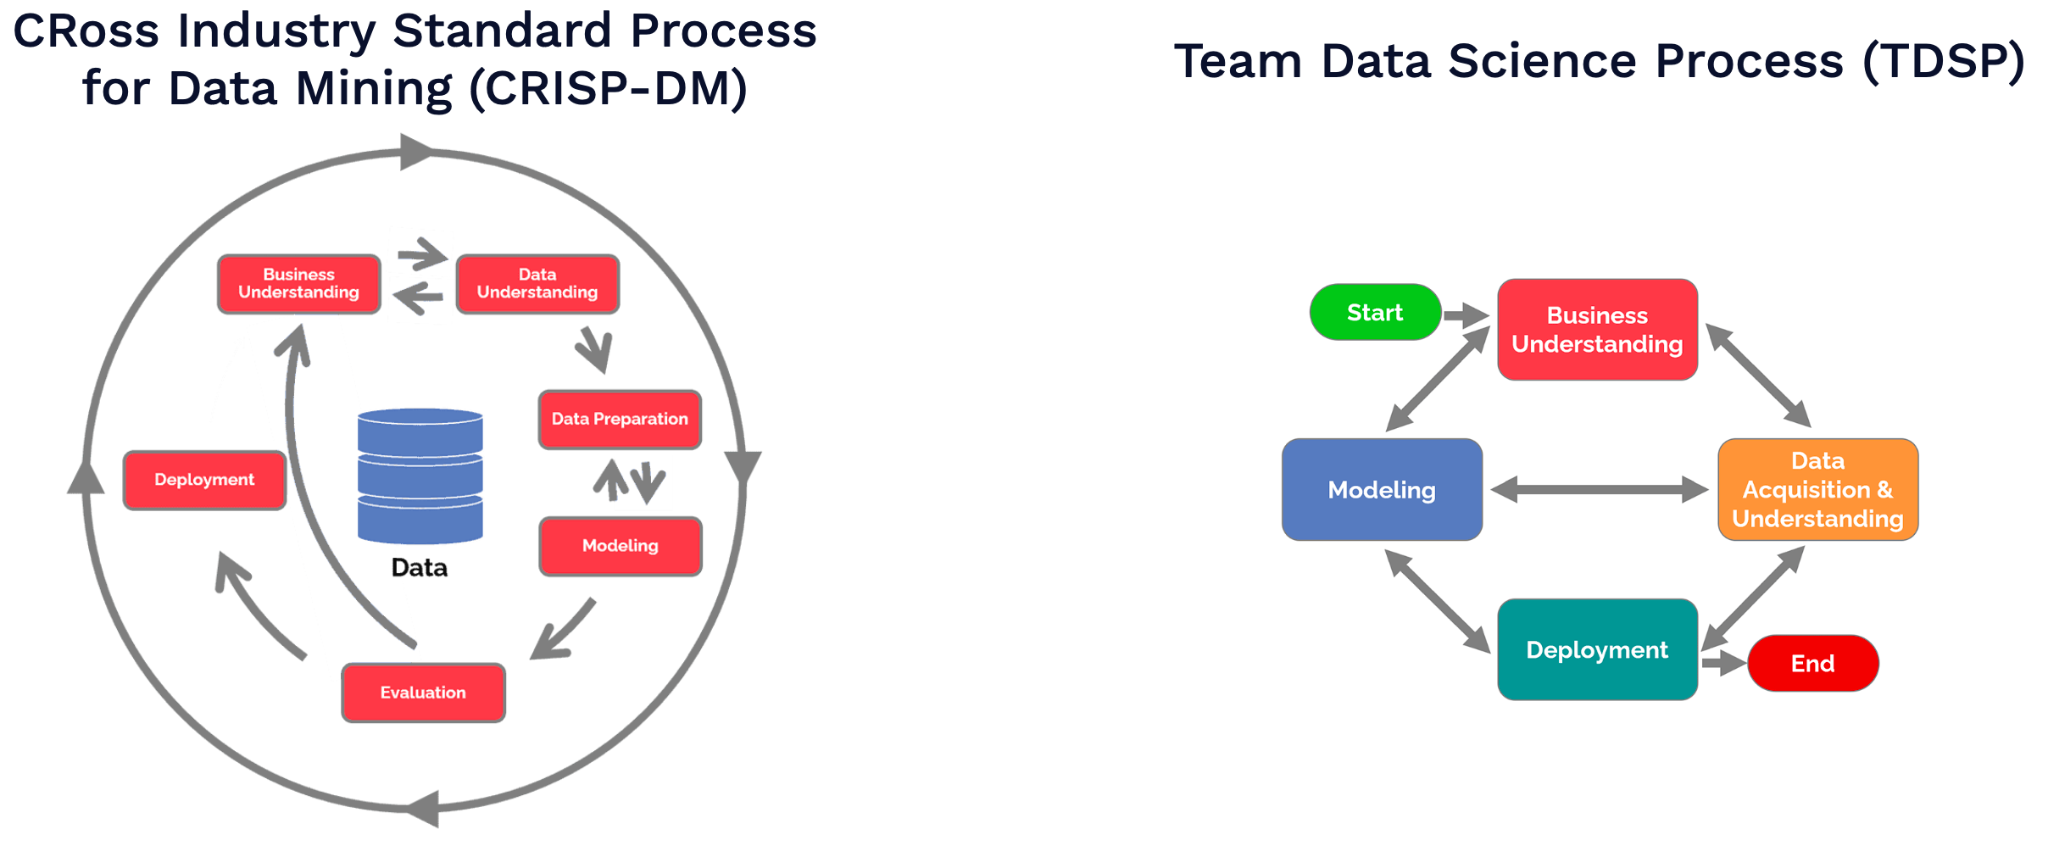 CRoss Industry Standard Process
for Data Mining (CRISP-DM)
Business
Understanding
Data
Understanding
Data Preparation
Modeling
Evaluation
Deployment
Data
Team Data Science Process (TDSP)
Start
Business
Understanding
Modeling
Data
Acquisition &
Understanding
Deployment
End